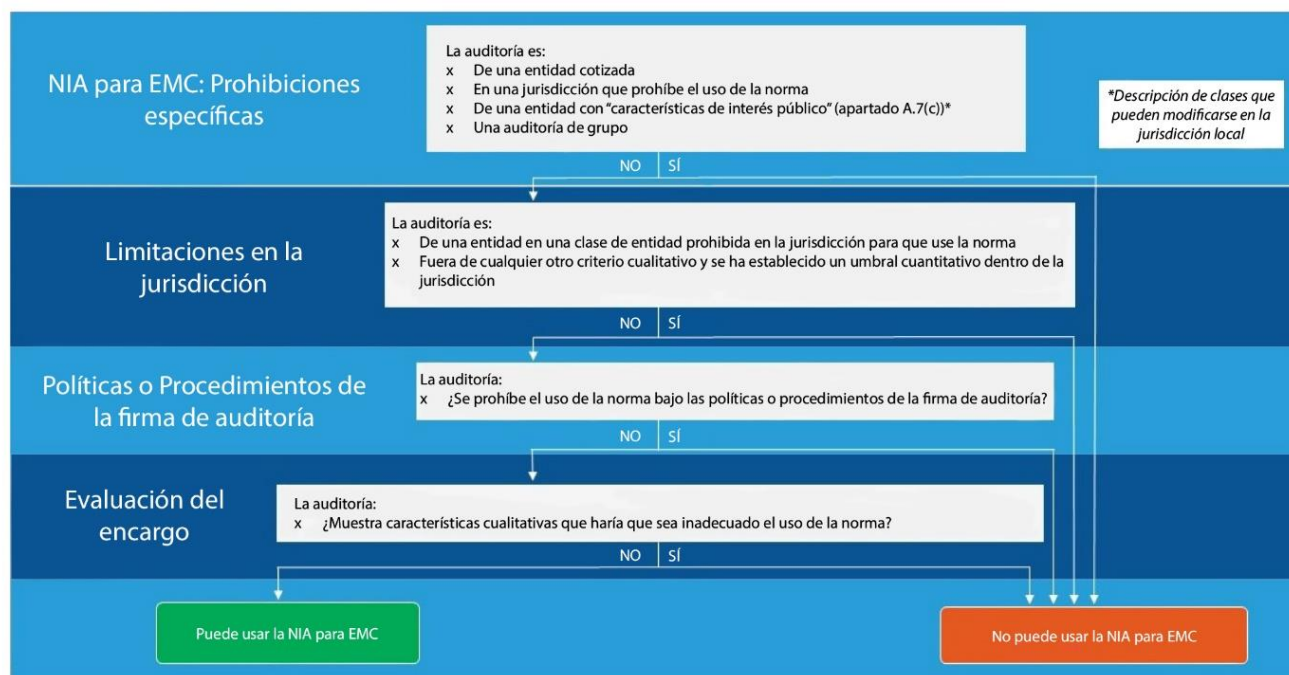 NIA para EMC: Prohibiciones
específicas
La auditoría es:
x De una entidad cotizada
x En una jurisdicción que prohíbe el uso de la norma
x De una entidad con “características de interés público” (apartado A.7(c))*
x Una auditoría de grupo
*Descripción de clases que
pueden modificarse en la
jurisdicción local
NO SÍ
Limitaciones en la
jurisdicción
La auditoría es:
x De una entidad en una clase de entidad prohibida en la jurisdicción para que use la norma
x Fuera de cualquier otro criterio cualitativo y se ha establecido un umbral cuantitativo dentro de la
jurisdicción
NO SÍ
Políticas o Procedimientos de
la firma de auditoría
La auditoría:
x ¿Se prohíbe el uso de la norma bajo las políticas o procedimientos de la firma de auditoría?
NO SÍ
Evaluación del
encargo
La auditoría:
x ¿Muestra características cualitativas que haría que sea inadecuado el uso de la norma?
NO SÍ
Puede usar la NIA para EMC
No puede usar la NIA para EMC